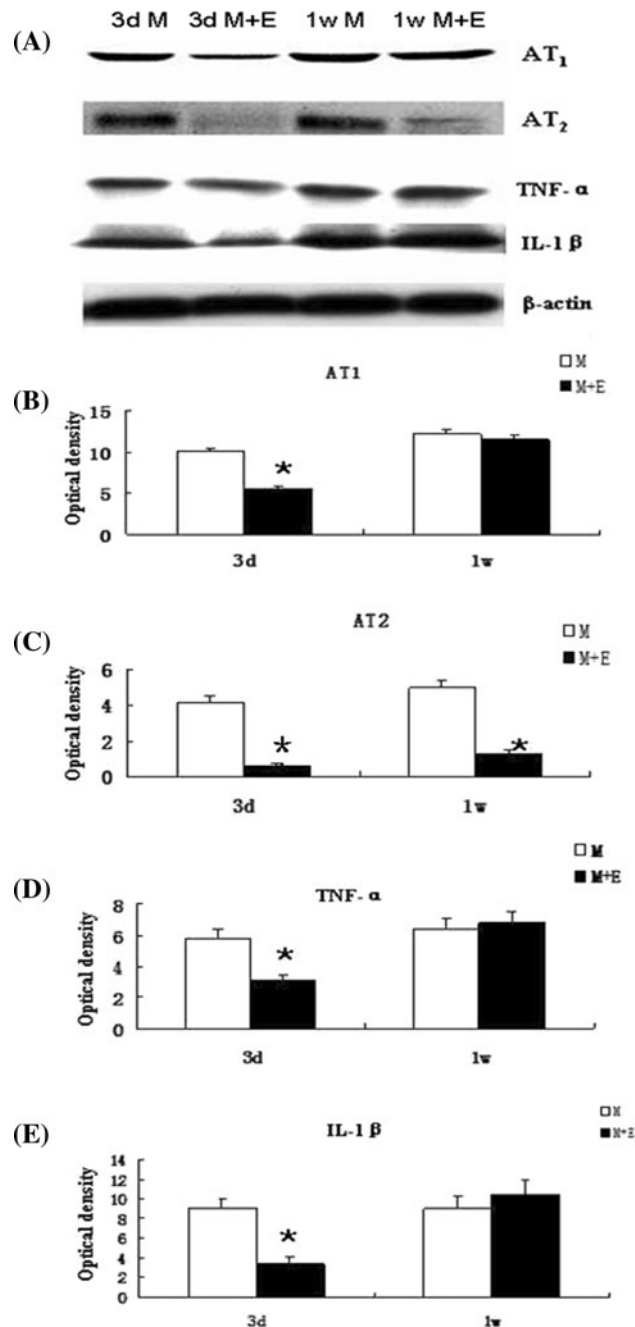 (A)
3d M 3d M+E 1w M 1w M+E
AT1
AT2
TNF-α
IL-1β
β-actin
(B)
AT1
M
M+E
Optical density
15
10
5
0
*
3d 1w
(C)
AT2
M
M+E
Optical density
6
4
2
0
* *
3d 1w
(D)
TNF-α
M
M+E
Optical density
8
6
4
2
0
*
3d 1w
(E)
IL-1β
M
M+E
Optical density
14
12
10
8
6
4
2
0
*
3d 1w